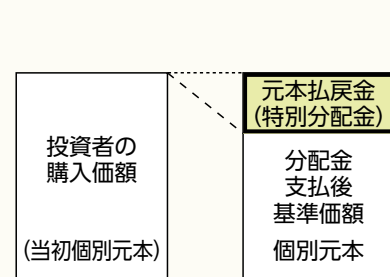 投資者の
購入価額
(当初個別元本)
元本払戻金
(特別分配金)
分配金
支払後
基準価額
個別元本